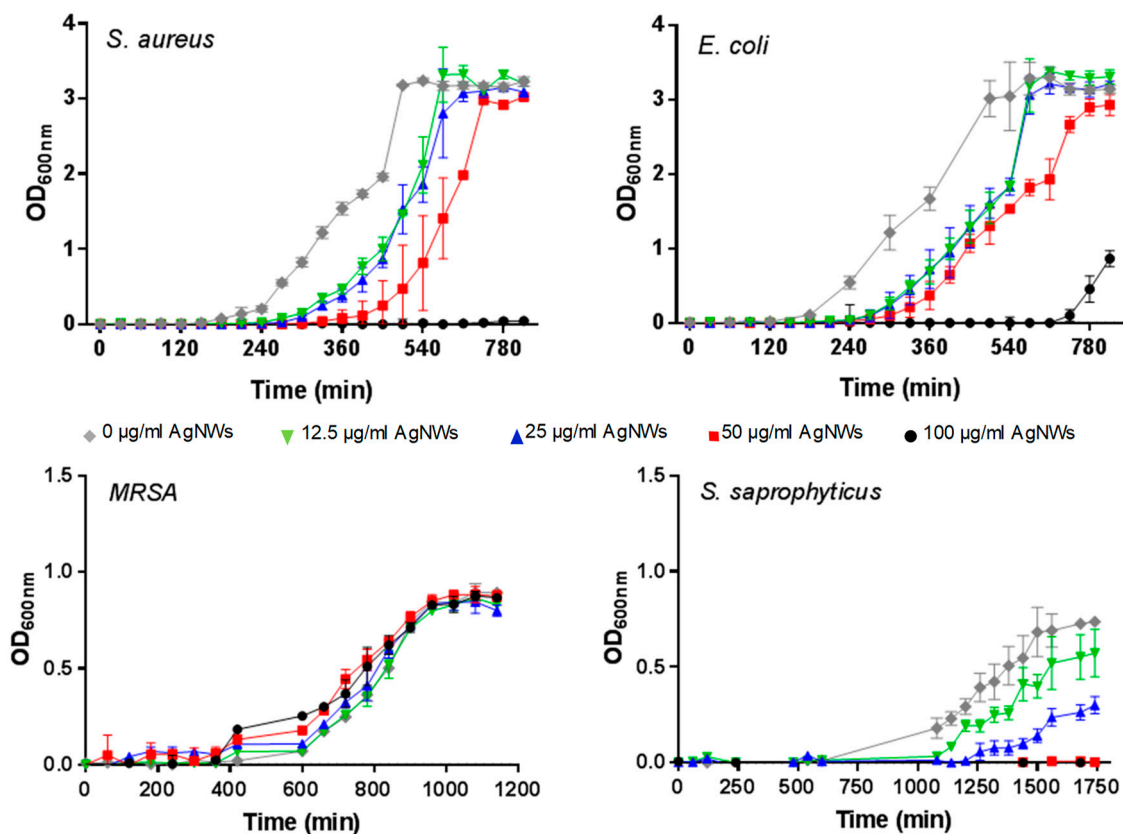 S. aureus
4
3
2
1
0
OD600nm
0 120 240 360 480 540 780
Time (min)
E. coli
4
3
2
1
0
OD600nm
0 120 240 360 540 780
Time (min)
0 µg/ml AgNWs 12.5 µg/ml AgNWs 25 µg/ml AgNWs 50 µg/ml AgNWs 100 µg/ml AgNWs
MRSA
1.5
1.0
0.5
0.0
OD600nm
0 200 400 600 800 1000 1200
Time (min)
S. saprophyticus
1.5
1.0
0.5
0.0
OD600nm
0 250 500 750 1000 1250 1500 1750
Time (min)